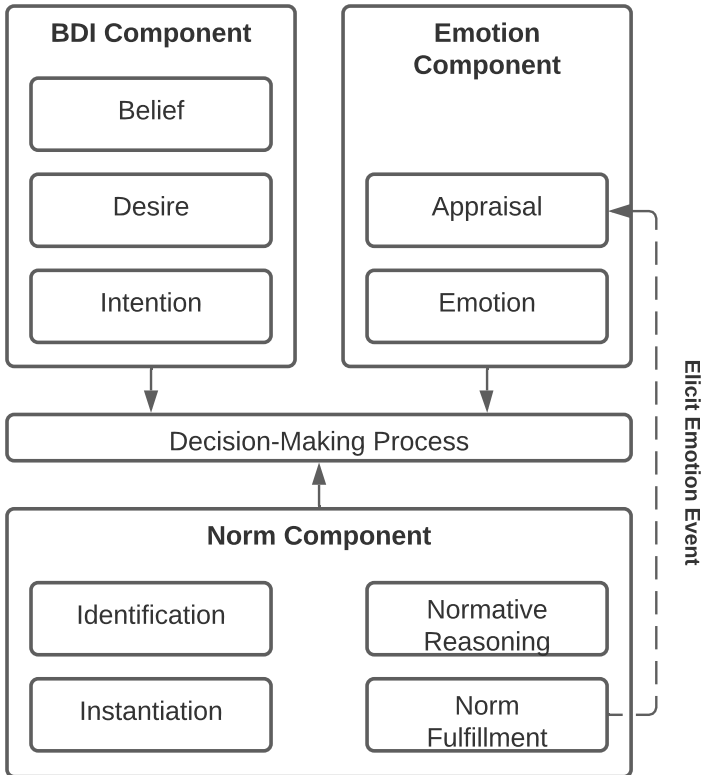 BDI Component
Belief
Desire
Intention
Emotion
Component
Appraisal
Emotion
Elicit Emotion Event
Decision-Making Process
Norm Component
Identification
Instantiation
Normative
Reasoning
Norm
Fulfillment